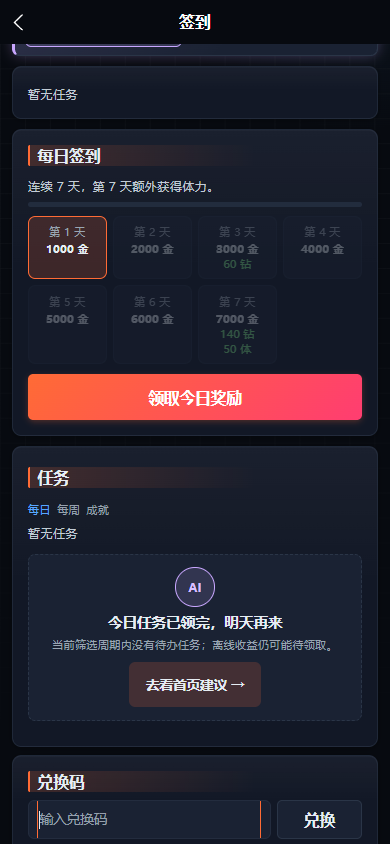 签到
暂无任务
每日签到
连续 7 天，第 7 天额外获得体力。
第 1 天
1000 金
第 2 天
2000 金
第 3 天
3000 金
60 钻
第 4 天
4000 金
第 5 天
5000 金
第 6 天
6000 金
第 7 天
7000 金
140 钻
50 体
领取今日奖励
任务
每日 每周 成就
暂无任务
AI
今日任务已领完，明天再来
当前筛选周期内没有待办任务；离线收益仍可能待领取。
去看首页建议 →
兑换码
输入兑换码
兑换